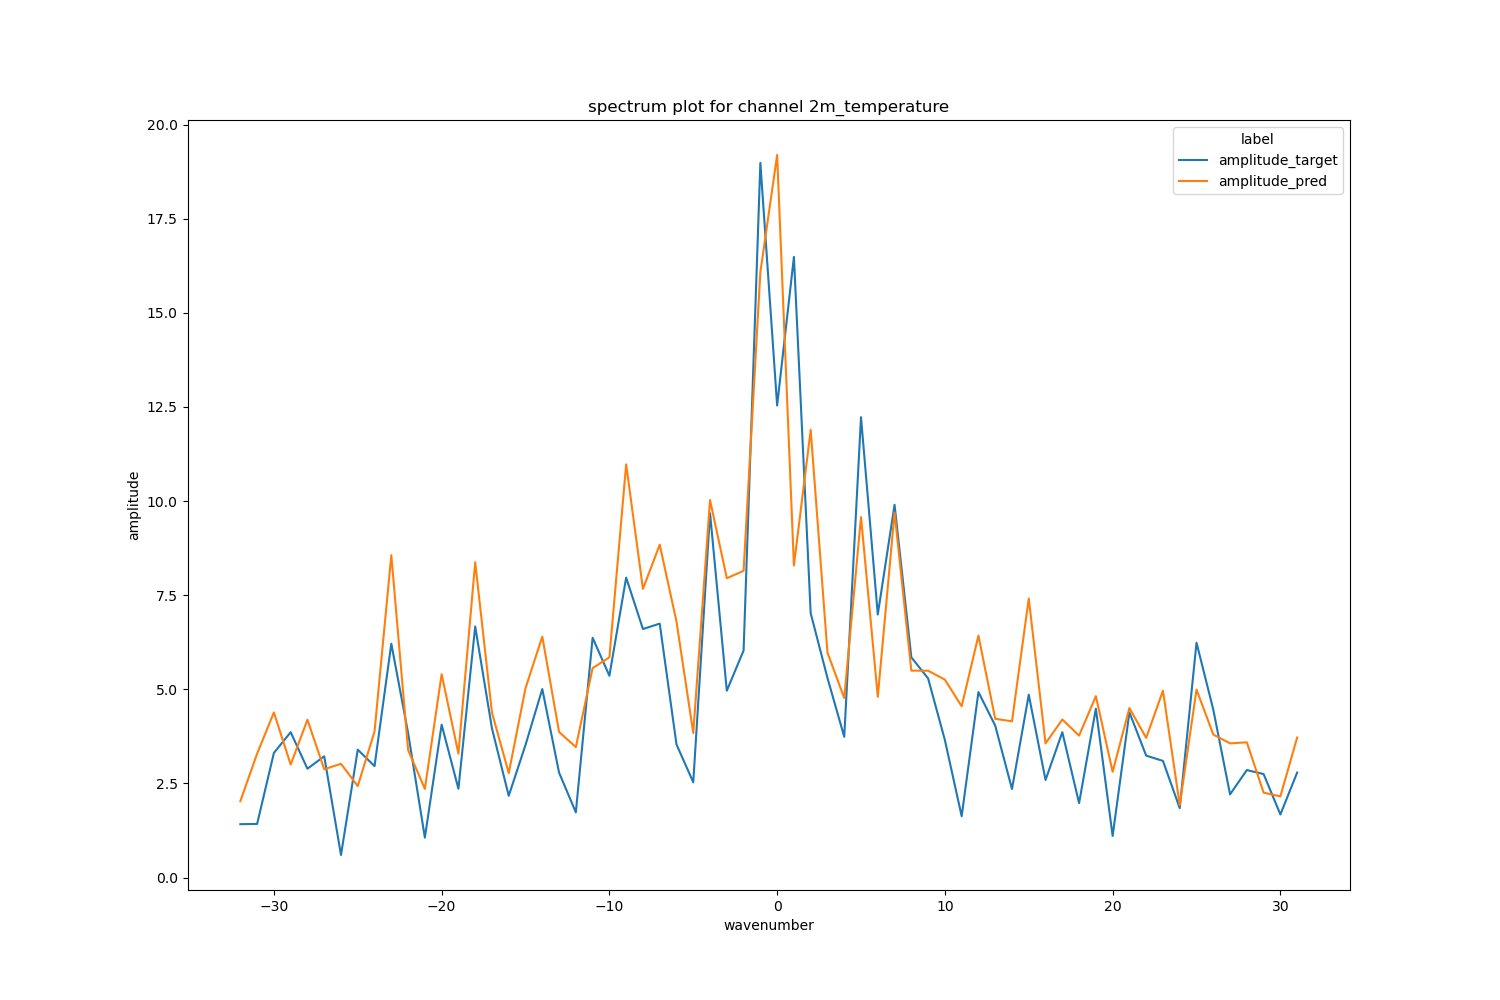 spectrum plot for channel 2m_temperature
label
amplitude_target
amplitude_pred
amplitude
20.0
17.5
15.0
12.5
10.0
7.5
5.0
2.5
0.0
−30
−20
−10
0
10
20
30
wavenumber